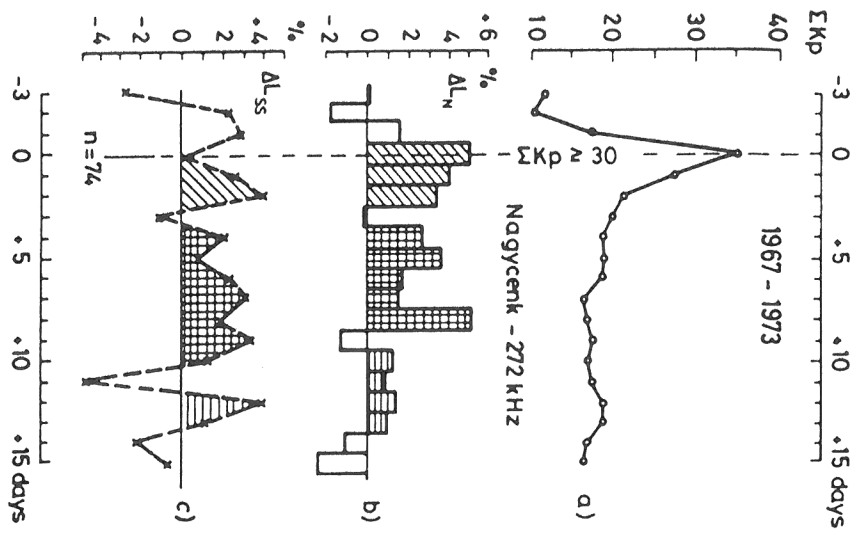 1967 - 1973
ΣKp
40
30
20
10
ΣKp ≥ 30
a)
Nagycenk - 272 kHz
+6
%
4
2
0
-2
ΔL_N
b)
%
+4
2
0
-2
-4
ΔL_SS
n = 74
c)
-3
0
+5
+10
+15 days
-3
0
+5
+10
+15 days